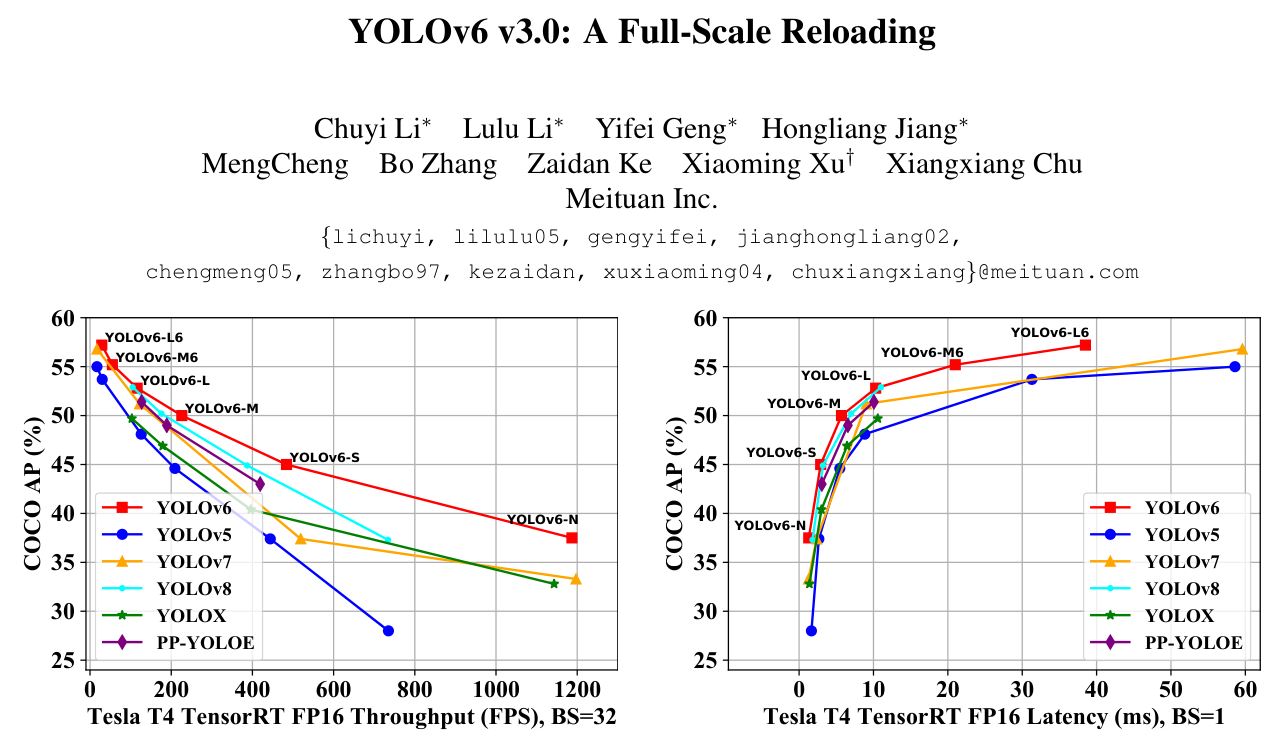 YOLOv6 v3.0: A Full-Scale Reloading
Chuyi Li* Lulu Li* Yifei Geng* Hongliang Jiang*
MengCheng Bo Zhang Zaidan Ke Xiaoming Xu† Xiangxiang Chu
Meituan Inc.
{lichuyi, lilulu05, gengyifei, jianghongliang02,
chengmeng05, zhangbo97, kezaidan, xuxiaoming04, chuxiangxiang}@meituan.com
COCO AP (%)
60
55
50
45
40
35
30
25
YOLOv6-L6
YOLOv6-M6
YOLOv6-L
YOLOv6-M
YOLOv6-S
YOLOv6-N
YOLOv6
YOLOv5
YOLOv7
YOLOv8
YOLOX
PP-YOLOE
0 200 400 600 800 1000 1200
Tesla T4 TensorRT FP16 Throughput (FPS), BS=32
COCO AP (%)
60
55
50
45
40
35
30
25
YOLOv6-L6
YOLOv6-M6
YOLOv6-L
YOLOv6-M
YOLOv6-S
YOLOv6-N
YOLOv6
YOLOv5
YOLOv7
YOLOv8
YOLOX
PP-YOLOE
0 10 20 30 40 50 60
Tesla T4 TensorRT FP16 Latency (ms), BS=1